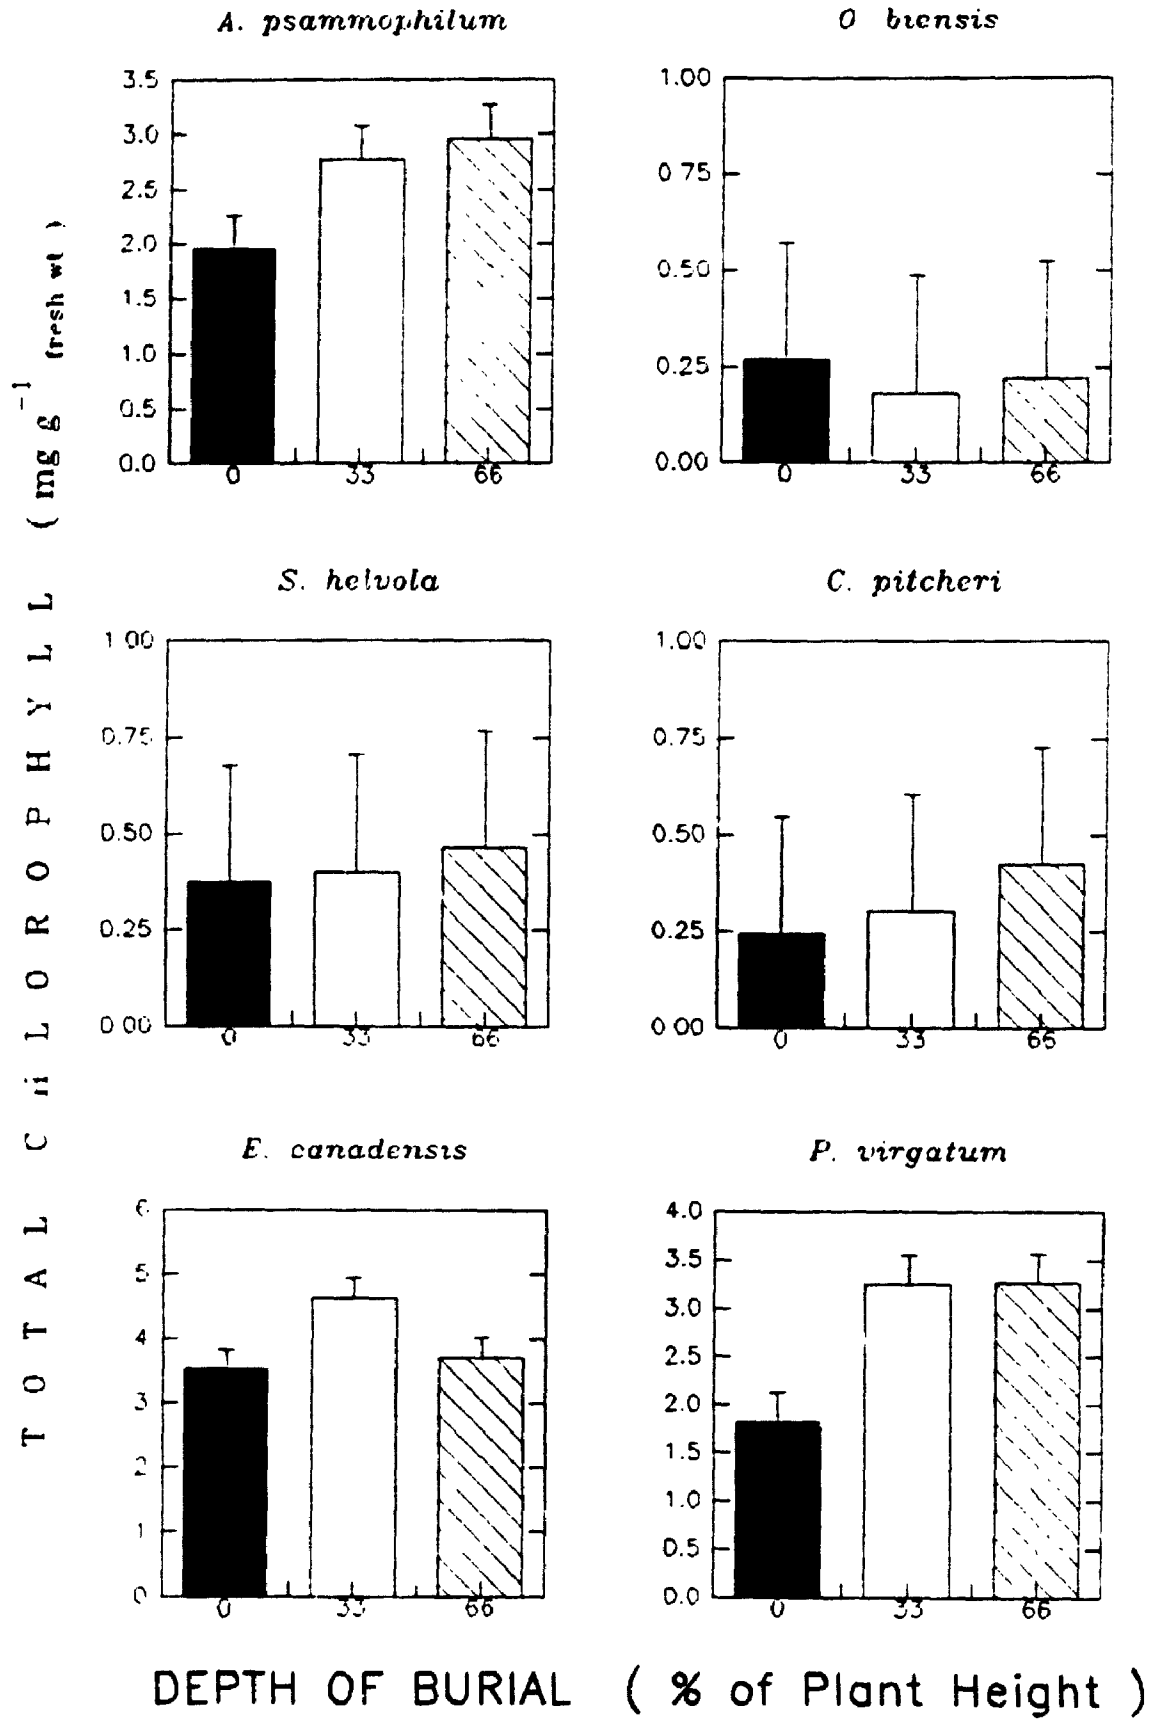 A. psammophilum
O biensis
3.5
3.0
2.5
2.0
1.5
1.0
0.5
0.0
0 33 66
1.00
0.75
0.50
0.25
0.00
0 33 66
S. helvola
C. pitcheri
1.00
0.75
0.50
0.25
0.00
0 33 66
1.00
0.75
0.50
0.25
0.00
0 33 66
E. canadensis
P. virgatum
6
5
4
3
2
1
0
0 33 66
4.0
3.5
3.0
2.5
2.0
1.5
1.0
0.5
0.0
0 33 66
TOTAL CHLOROPHYLL (mg g⁻¹ fresh wt)
DEPTH OF BURIAL ( % of Plant Height )